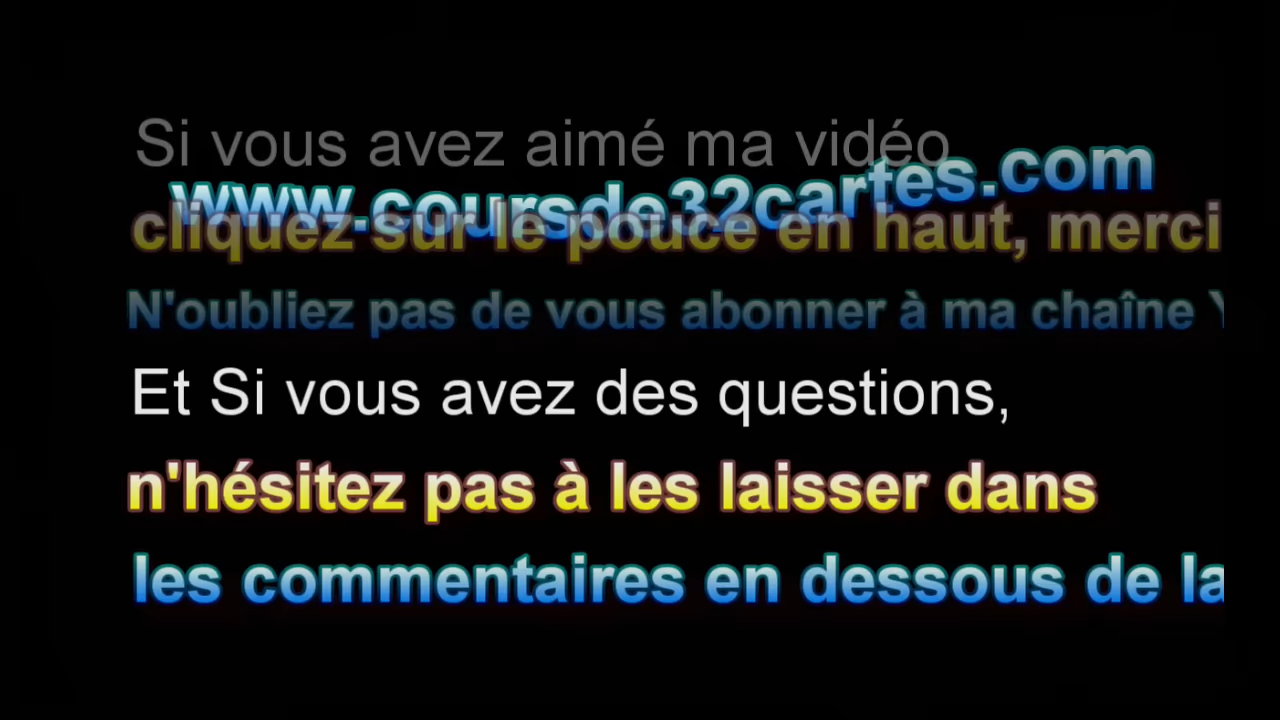 Si vous avez aimé ma vidéo
www.coursde32cartes.com
cliquez sur le pouce en haut, merci
N'oubliez pas de vous abonner à ma chaîne
Et Si vous avez des questions,
n'hésitez pas à les laisser dans
les commentaires en dessous de la